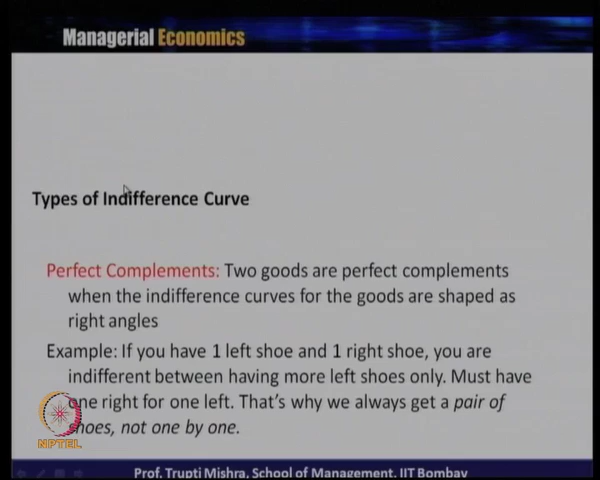 Managerial Economics
Types of Indifference Curve
Perfect Complements: Two goods are perfect complements
when the indifference curves for the goods are shaped as
right angles
Example: If you have 1 left shoe and 1 right shoe, you are
indifferent between having more left shoes only. Must have
one right for one left. That's why we always get a pair of
shoes, not one by one.
NPTEL
Prof. Trupti Mishra, School of Management, IIT Bombay